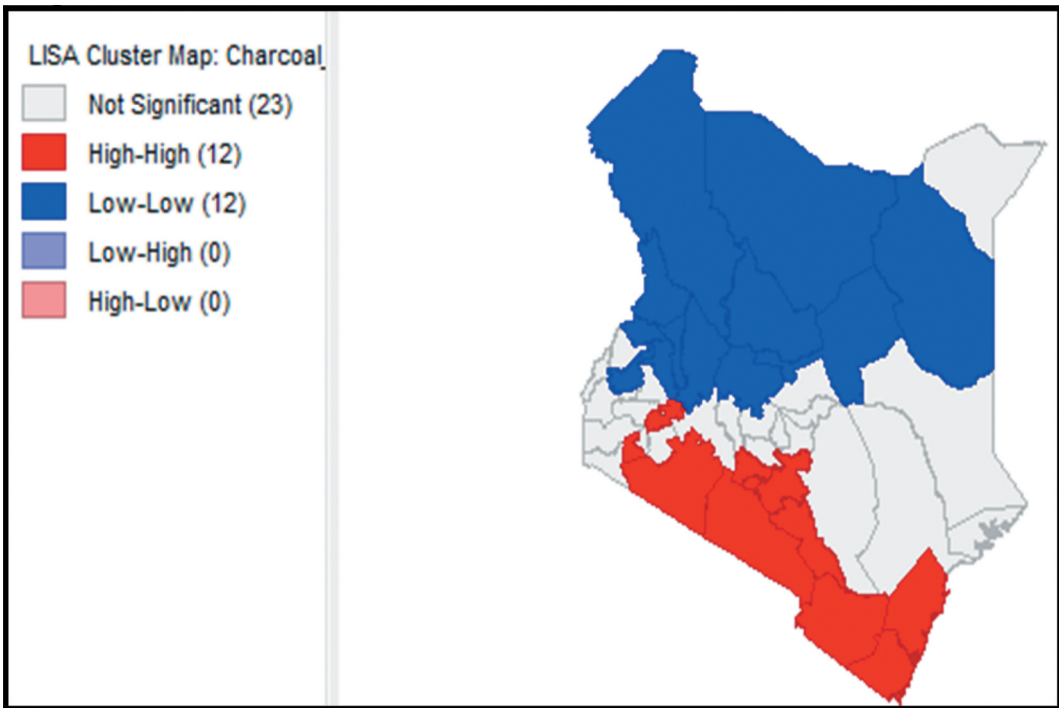 LISA Cluster Map: Charcoal_
Not Significant (23)
High-High (12)
Low-Low (12)
Low-High (0)
High-Low (0)